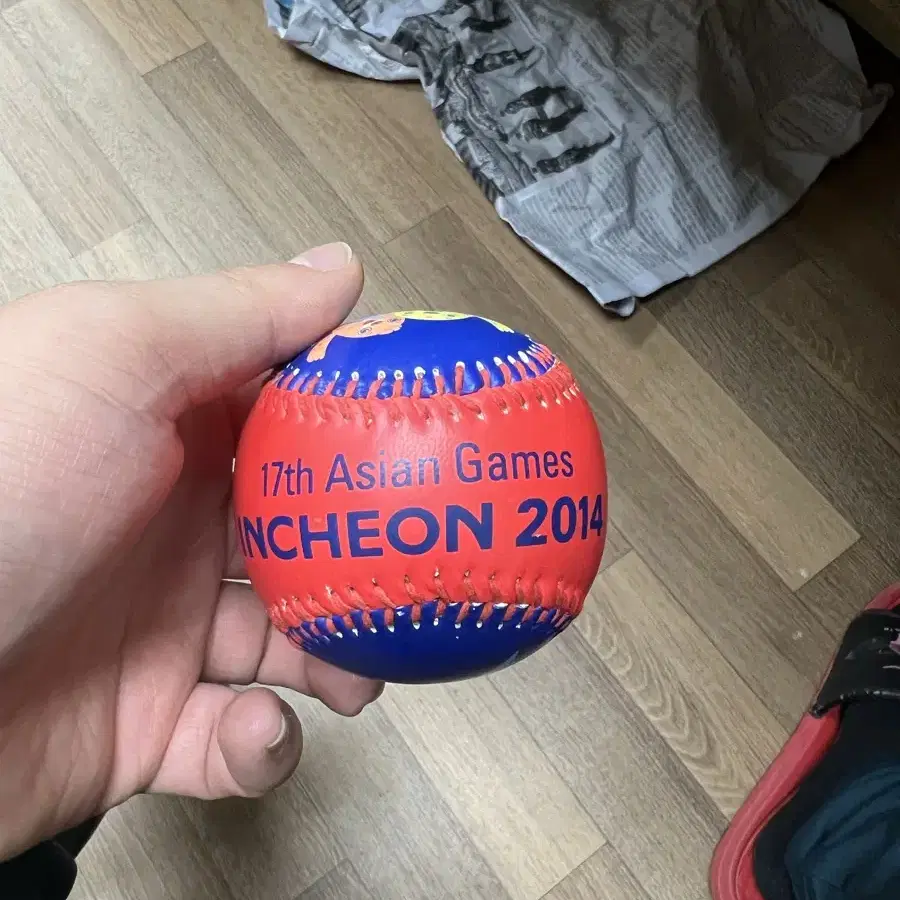 17th Asian Games
INCHEON 2014